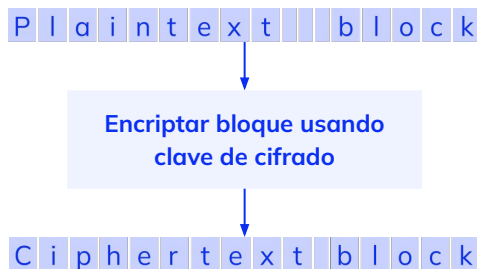 Plaintext  block
Encriptar bloque usando
clave de cifrado
Ciphertext block